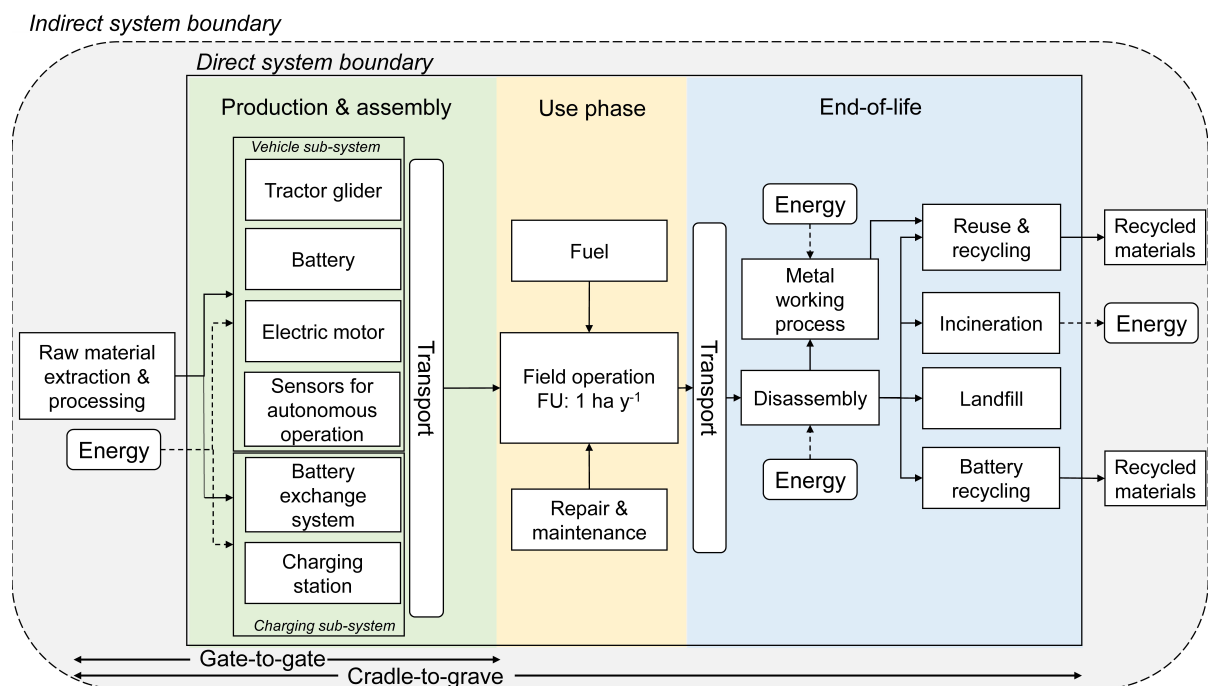 Indirect system boundary
Direct system boundary
Production & assembly
Use phase
End-of-life
Vehicle sub-system
Tractor glider
Battery
Electric motor
Sensors for
autonomous
operation
Battery
exchange
system
Charging
station
Charging sub-system
Raw material
extraction &
processing
Energy
Transport
Fuel
Field operation
FU: 1 ha y⁻¹
Repair &
maintenance
Transport
Energy
Metal
working
process
Disassembly
Energy
Reuse &
recycling
Incineration
Landfill
Battery
recycling
Recycled
materials
Energy
Recycled
materials
Gate-to-gate
Cradle-to-grave